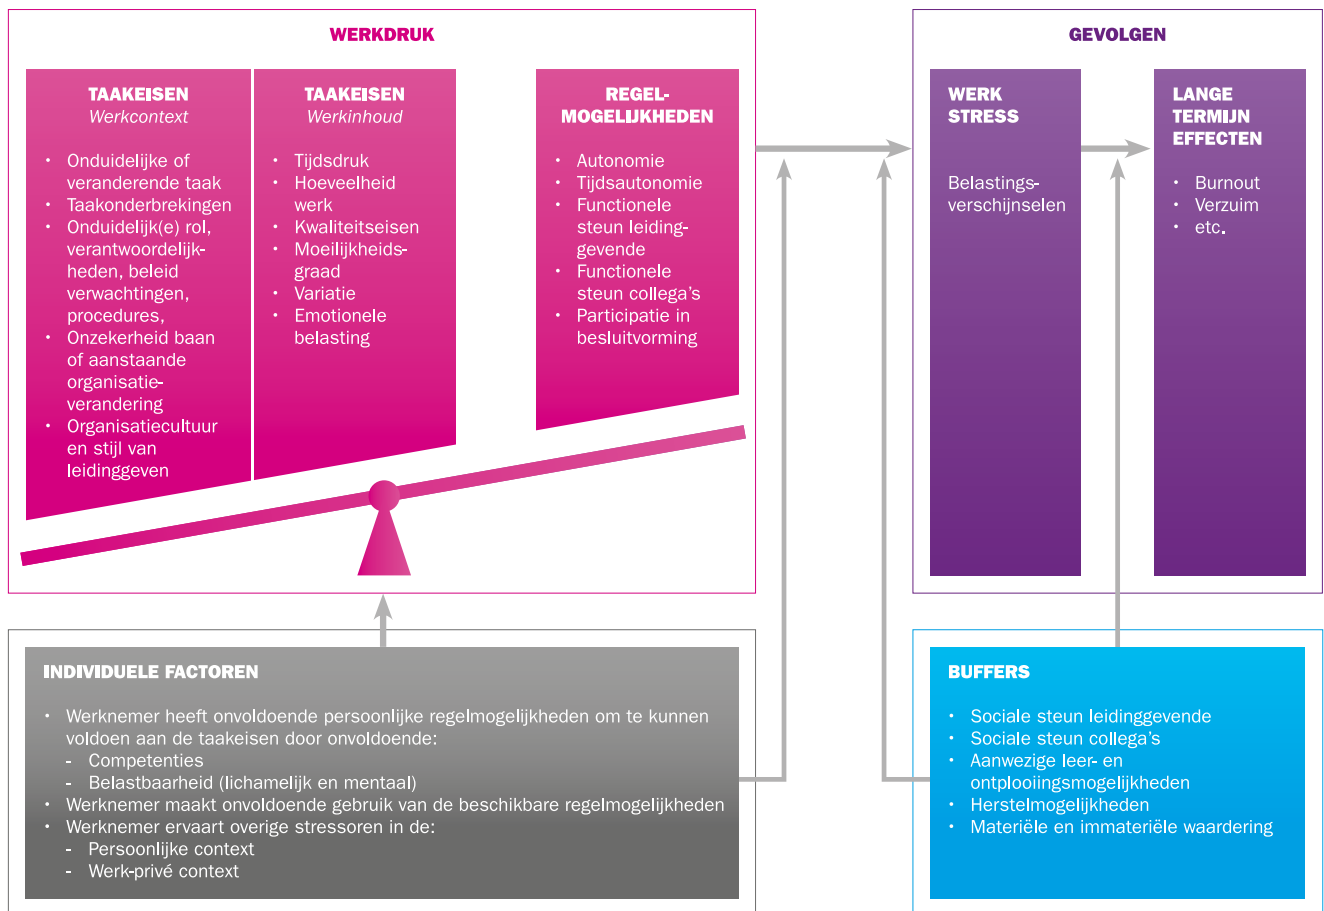 WERKDRUK
TAAKEISEN
Werkcontext
• Onduidelijke of
veranderende taak
• Taakonderbrekingen
• Onduidelijk(e) rol,
verantwoordelijk-
heden, beleid
verwachtingen,
procedures,
• Onzekerheid baan
of aanstaande
organisatie-
verandering
• Organisatiecultuur
en stijl van
leidinggeven
TAAKEISEN
Werkinhoud
• Tijdsdruk
• Hoeveelheid
werk
• Kwaliteitseisen
• Moeilijkheids-
graad
• Variatie
• Emotionele
belasting
REGEL-
MOGELIJKHEDEN
• Autonomie
• Tijdsautonomie
• Functionele
steun leiding-
gevende
• Functionele
steun collega's
• Participatie in
besluitvorming
GEVOLGEN
WERK
STRESS
Belastings-
verschijnselen
LANGE
TERMIJN
EFFECTEN
• Burnout
• Verzuim
• etc.
INDIVIDUELE FACTOREN
• Werknemer heeft onvoldoende persoonlijke regelmogelijkheden om te kunnen
voldoen aan de taakeisen door onvoldoende:
- Competenties
- Belastbaarheid (lichamelijk en mentaal)
• Werknemer maakt onvoldoende gebruik van de beschikbare regelmogelijkheden
• Werknemer ervaart overige stressoren in de:
- Persoonlijke context
- Werk-privé context
BUFFERS
• Sociale steun leidinggevende
• Sociale steun collega's
• Aanwezige leer- en
ontplooiingsmogelijkheden
• Herstelmogelijkheden
• Materiële en immateriële waardering